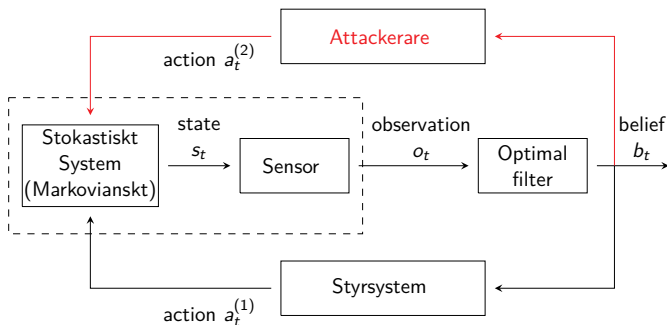 Attackerare
action a_t^{(2)}
Stokastiskt
System
(Markovianskt)
state
s_t
Sensor
observation
o_t
Optimal
filter
belief
b_t
Styrsystem
action a_t^{(1)}